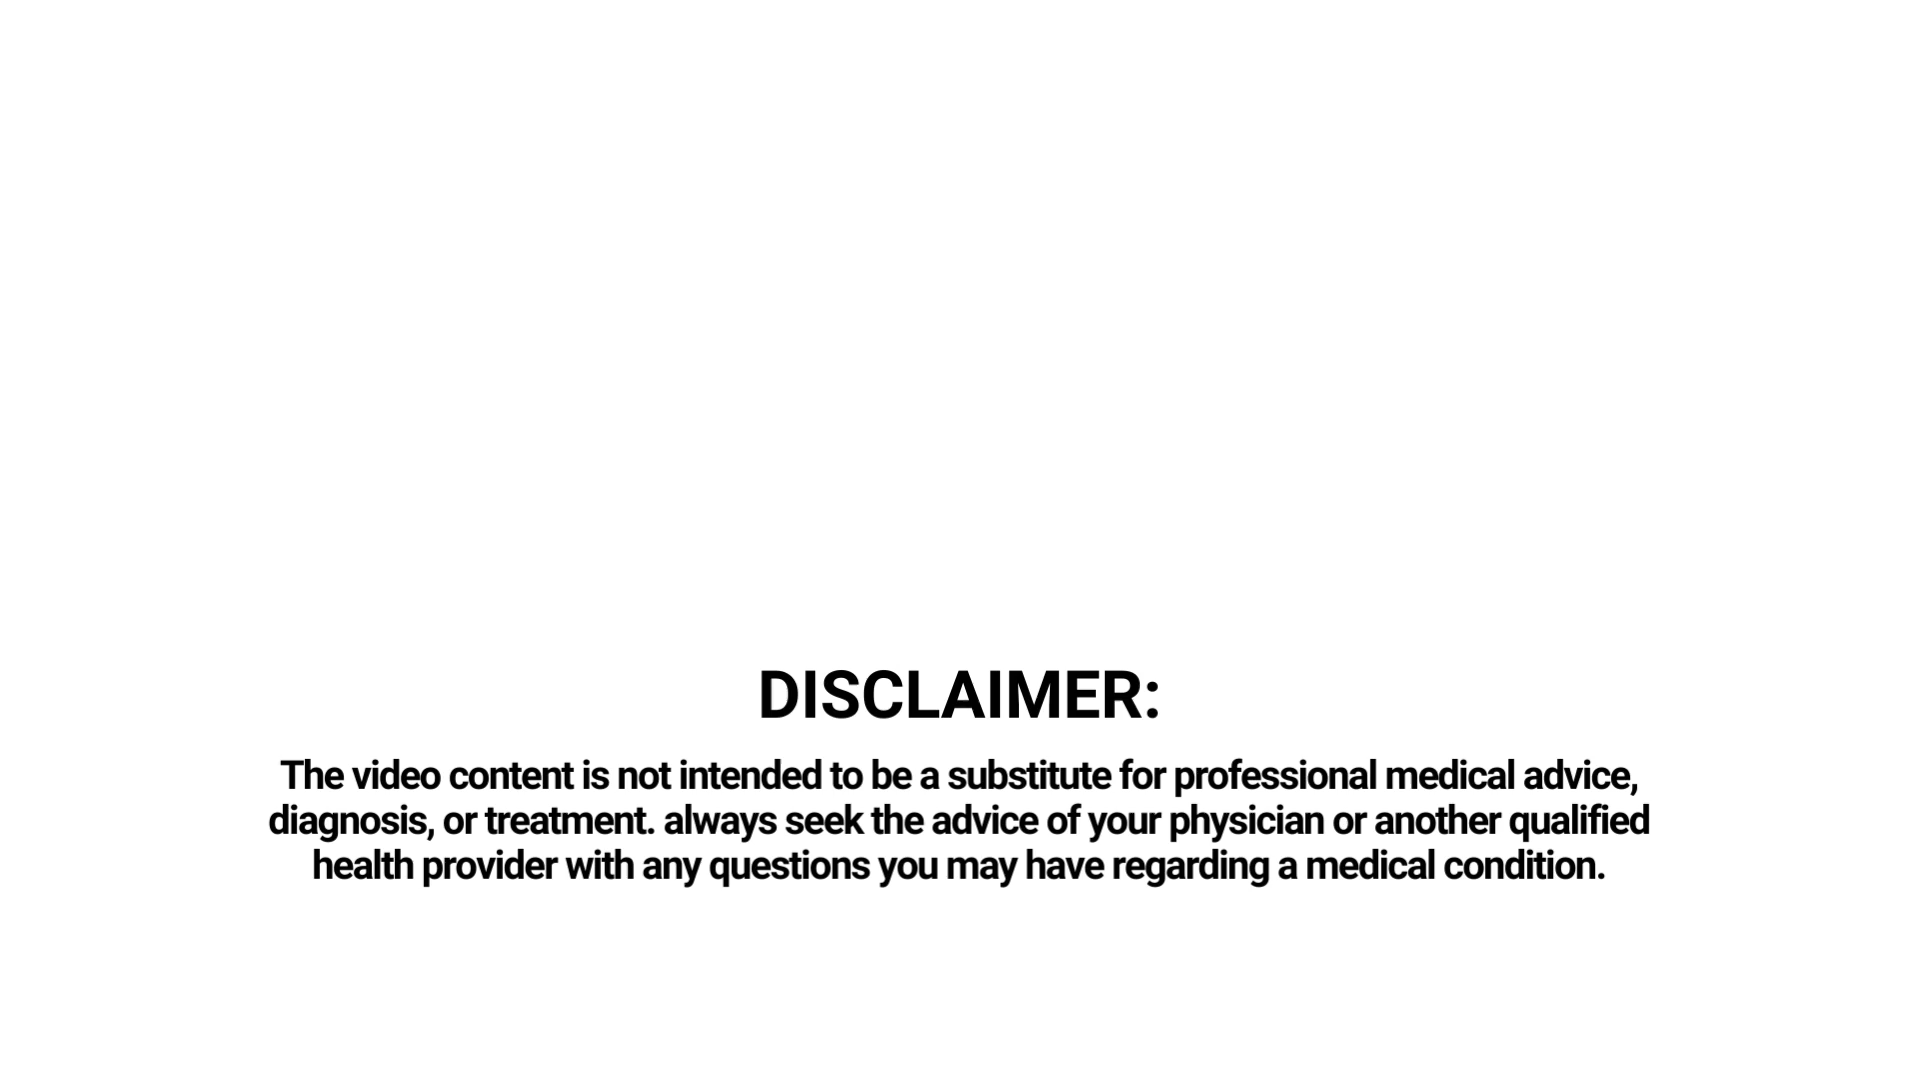 DISCLAIMER:
The video content is not intended to be a substitute for professional medical advice,
diagnosis, or treatment. always seek the advice of your physician or another qualified
health provider with any questions you may have regarding a medical condition.